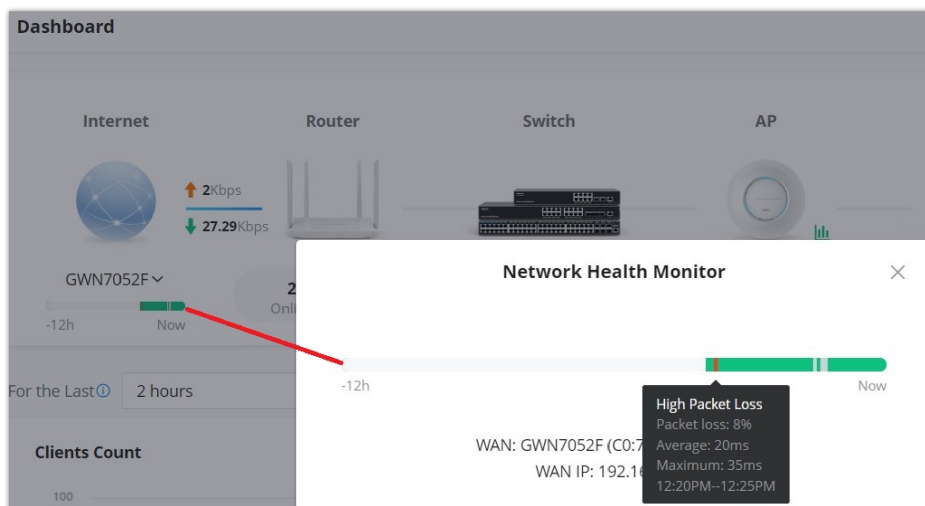 Dashboard
Internet
Router
Switch
AP
2Kbps
27.29Kbps
GWN7052F
-12h
Now
For the Last
2 hours
Clients Count
100
Network Health Monitor
-12h
Now
High Packet Loss
Packet loss: 8%
Average: 20ms
Maximum: 35ms
12:20PM--12:25PM
WAN: GWN7052F (C0:7
WAN IP: 192.16